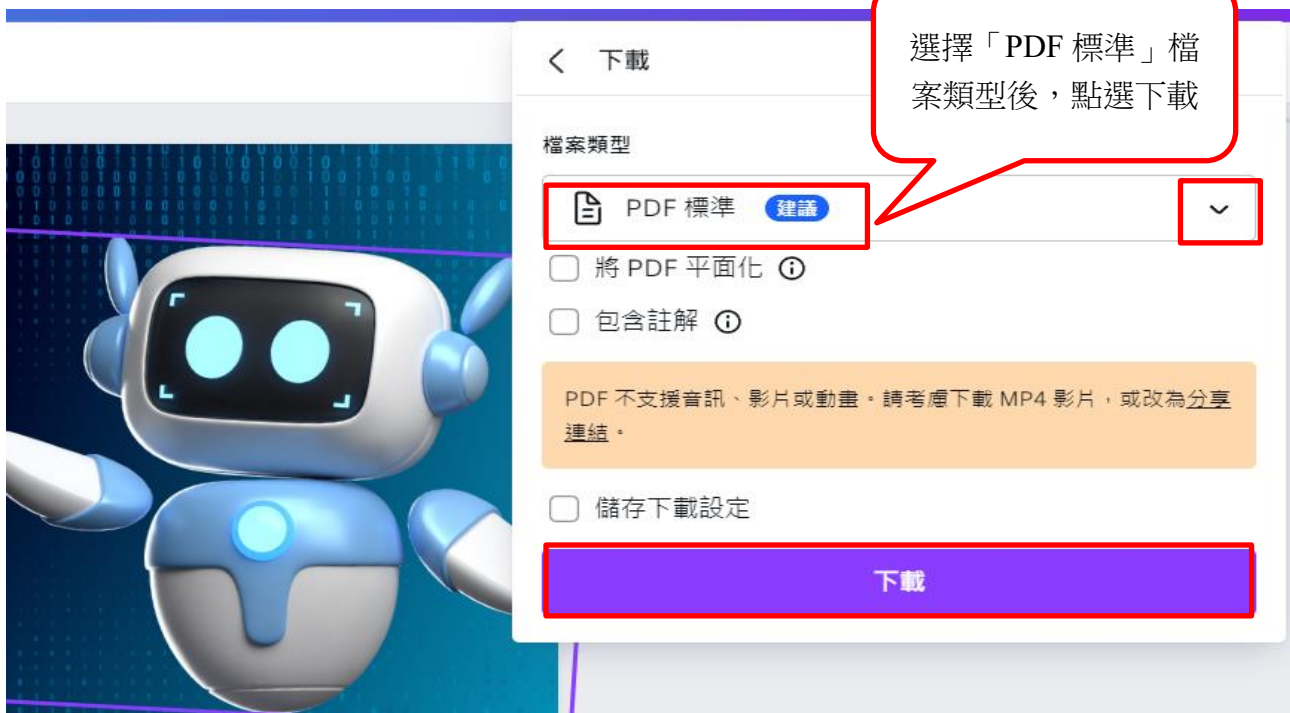 選擇「PDF 標準」檔
案類型後，點選下載
下載
檔案類型
PDF 標準 建議
將 PDF 平面化
包含註解
PDF 不支援音訊、影片或動畫。請考慮下載 MP4 影片，或改為分享
連結。
儲存下載設定
下載